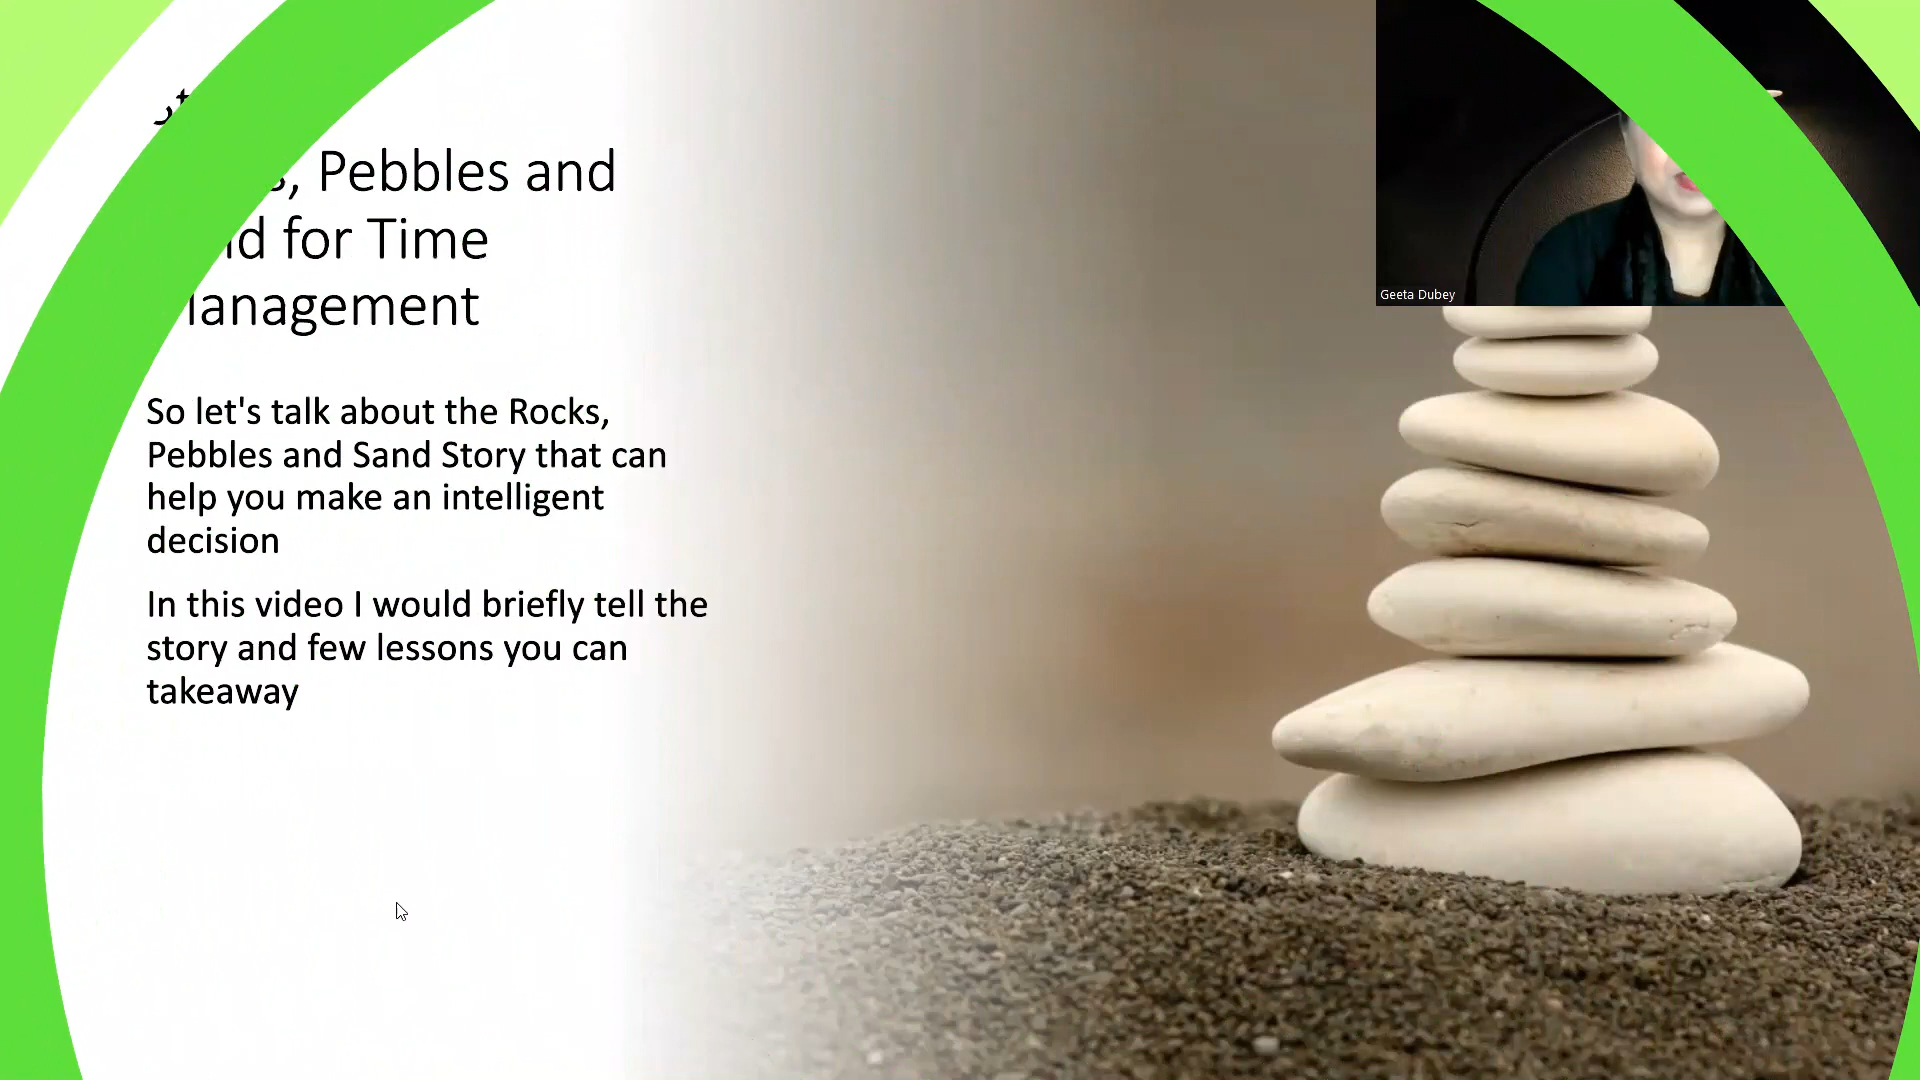 Pebbles and
for Time
So let's talk about the Rocks,
Pebbles and Sand Story that can
help you make an intelligent
decision
In this video I would briefly tell the
story and few lessons you can
takeaway
Geeta Dubey